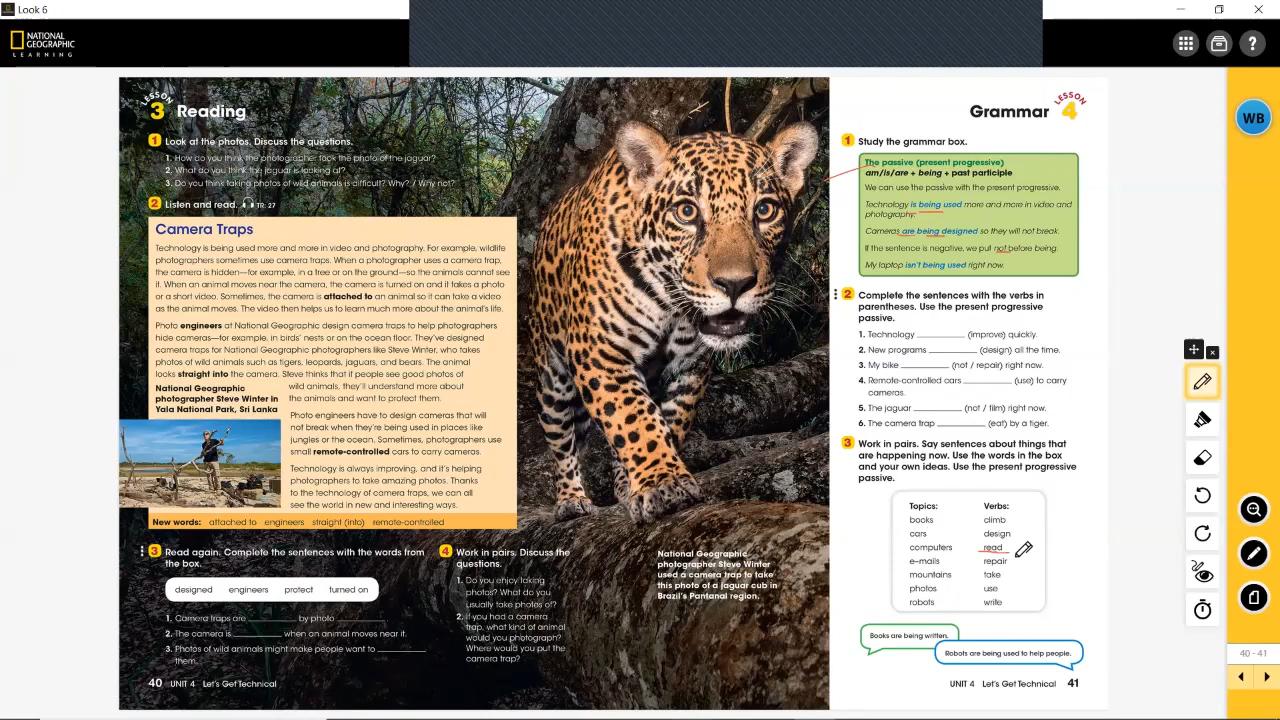 Look 6
NATIONAL
GEOGRAPHIC
LEARNING
LESSON
3 Reading
1 Look at the photos. Discuss the questions.
1. How do you think the photographer took the photo of the jaguar?
2. What do you think the jaguar is looking at?
3. Do you think taking photos of wild animals is difficult? Why? / Why not?
2 Listen and read. TR: 27
Camera Traps
Technology is being used more and more in video and photography. For example, wildlife
photographers sometimes use camera traps. When a photographer uses a camera trap,
the camera is hidden—for example, in a tree or on the ground—so the animals cannot see
it. When an animal moves near the camera, the camera is turned on and it takes a photo
or a short video. Sometimes, the camera is attached to an animal so it can take a video
as the animal moves. The video then helps us to learn much more about the animal's life.
Photo engineers at National Geographic design camera traps to help photographers
hide cameras—for example, in birds' nests or on the ocean floor. They've designed
camera traps for National Geographic photographers like Steve Winter, who takes
photos of wild animals such as tigers, leopards, jaguars, and bears. The animal
looks straight into the camera. Steve thinks that if people see good photos of
wild animals, they'll understand more about
the animals and want to protect them.
National Geographic
photographer Steve Winter in
Yala National Park, Sri Lanka
Photo engineers have to design cameras that will
not break when they're being used in places like
jungles or the ocean. Sometimes, photographers use
small remote-controlled cars to carry cameras.
Technology is always improving, and it's helping
photographers to take amazing photos. Thanks
to the technology of camera traps, we can all
see the world in new and interesting ways.
New words: attached to engineers straight (into) remote-controlled
3 Read again. Complete the sentences with the words from
the box.
designed engineers protect turned on
1. Camera traps are __________ by photo __________.
2. The camera is __________ when an animal moves near it.
3. Photos of wild animals might make people want to __________
them.
4 Work in pairs. Discuss the
questions.
1. Do you enjoy taking
photos? What do you
usually take photos of?
2. If you had a camera
trap, what kind of animal
would you photograph?
Where would you put the
camera trap?
National Geographic
photographer Steve Winter
used a camera trap to take
this photo of a jaguar cub in
Brazil's Pantanal region.
40 UNIT 4 Let's Get Technical
LESSON
Grammar 4
1 Study the grammar box.
The passive (present progressive)
am/is/are + being + past participle
We can use the passive with the present progressive.
Technology is being used more and more in video and
photography.
Cameras are being designed so they will not break.
If the sentence is negative, we put not before being.
My laptop isn't being used right now.
2 Complete the sentences with the verbs in
parentheses. Use the present progressive
passive.
1. Technology __________ (improve) quickly.
2. New programs __________ (design) all the time.
3. My bike __________ (not / repair) right now.
4. Remote-controlled cars __________ (use) to carry
cameras.
5. The jaguar __________ (not / film) right now.
6. The camera trap __________ (eat) by a tiger.
3 Work in pairs. Say sentences about things that
are happening now. Use the words in the box
and your own ideas. Use the present progressive
passive.
Topics: Verbs:
books climb
cars design
computers read
e-mails repair
mountains take
photos use
robots write
Books are being written.
Robots are being used to help people.
UNIT 4 Let's Get Technical 41
WB
40 - 41